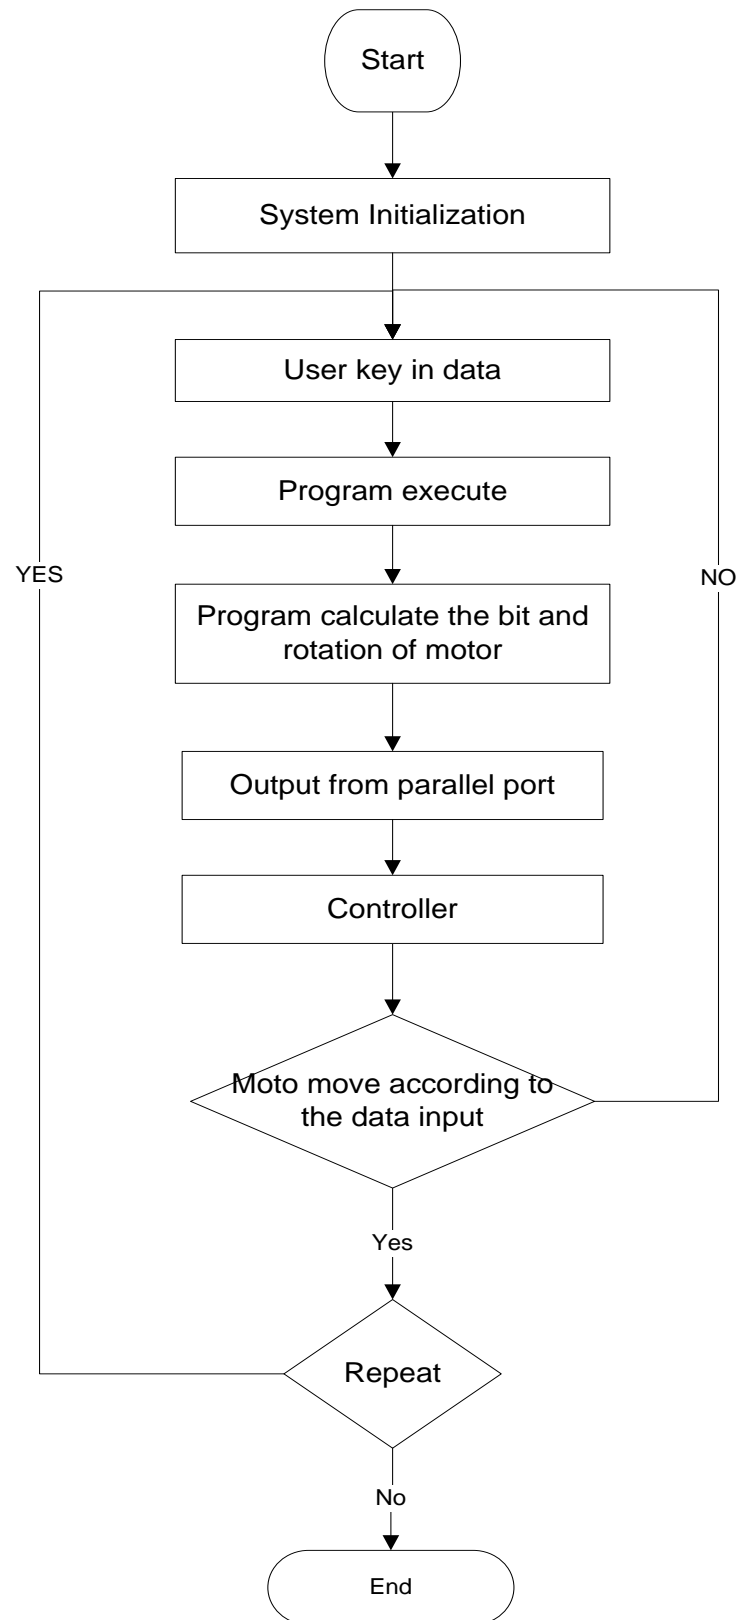 Start
System Initialization
User key in data
Program execute
YES
NO
Program calculate the bit and
rotation of motor
Output from parallel port
Controller
Moto move according to
the data input
Yes
Repeat
No
End